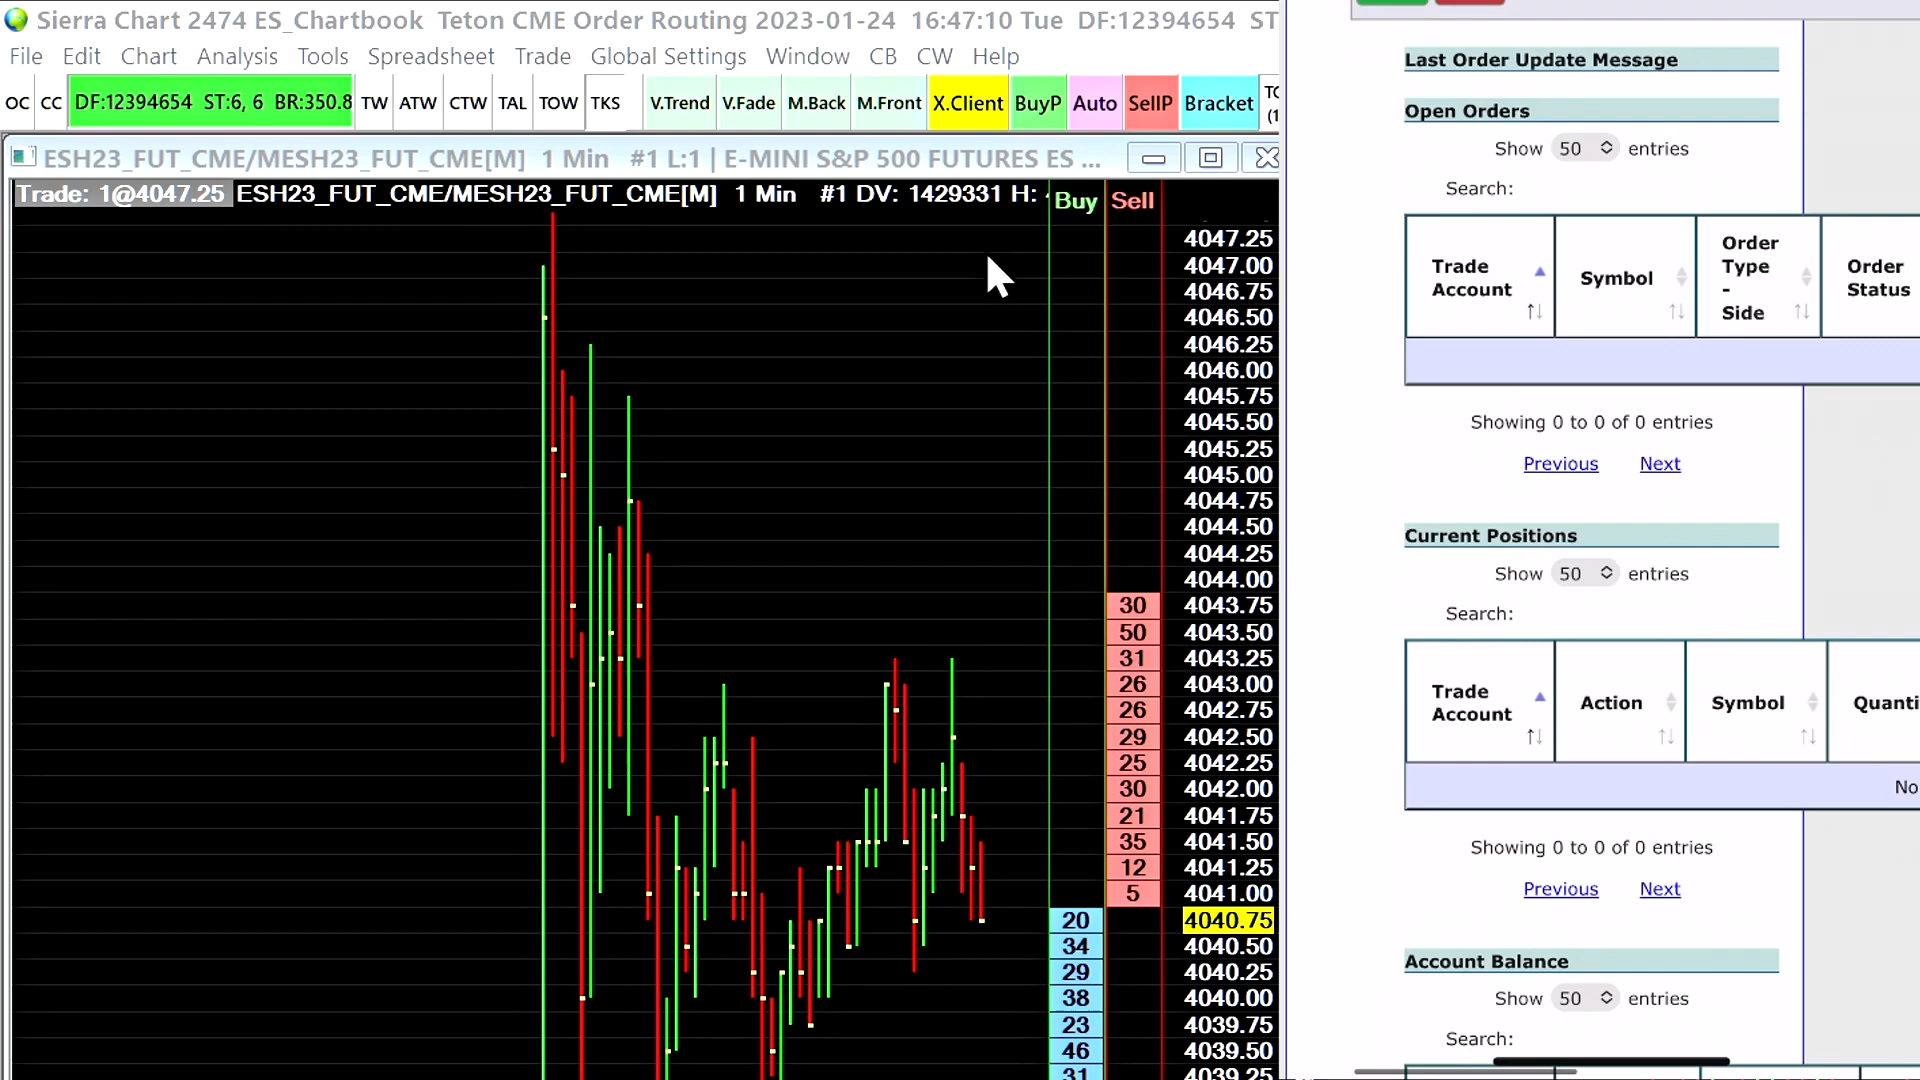 Sierra Chart 2474 ES_Chartbook Teton CME Order Routing 2023-01-24 16:47:10 Tue DF:12394654 ST
File Edit Chart Analysis Tools Spreadsheet Trade Global Settings Window CB CW Help
OC CC DF:12394654 ST:6, 6 BR:350.8 TW ATW CTW TAL TOW TKS V.Trend V.Fade M.Back M.Front X.Client BuyP Auto SellP Bracket
ESH23_FUT_CME/MESH23_FUT_CME[M] 1 Min #1 L:1 | E-MINI S&P 500 FUTURES ES ...
Trade: 1@4047.25 ESH23_FUT_CME/MESH23_FUT_CME[M] 1 Min #1 DV: 1429331 H: Buy Sell
4047.25
4047.00
4046.75
4046.50
4046.25
4046.00
4045.75
4045.50
4045.25
4045.00
4044.75
4044.50
4044.25
4044.00
30 4043.75
50 4043.50
31 4043.25
26 4043.00
26 4042.75
29 4042.50
25 4042.25
30 4042.00
21 4041.75
35 4041.50
12 4041.25
5 4041.00
20 4040.75
34 4040.50
29 4040.25
38 4040.00
23 4039.75
46 4039.50
31 4039.25
Last Order Update Message
Open Orders
Show 50 entries
Search:
Trade Account Symbol Order Type - Side Order Status
Showing 0 to 0 of 0 entries
Previous Next
Current Positions
Show 50 entries
Search:
Trade Account Action Symbol Quanti
No
Showing 0 to 0 of 0 entries
Previous Next
Account Balance
Show 50 entries
Search: